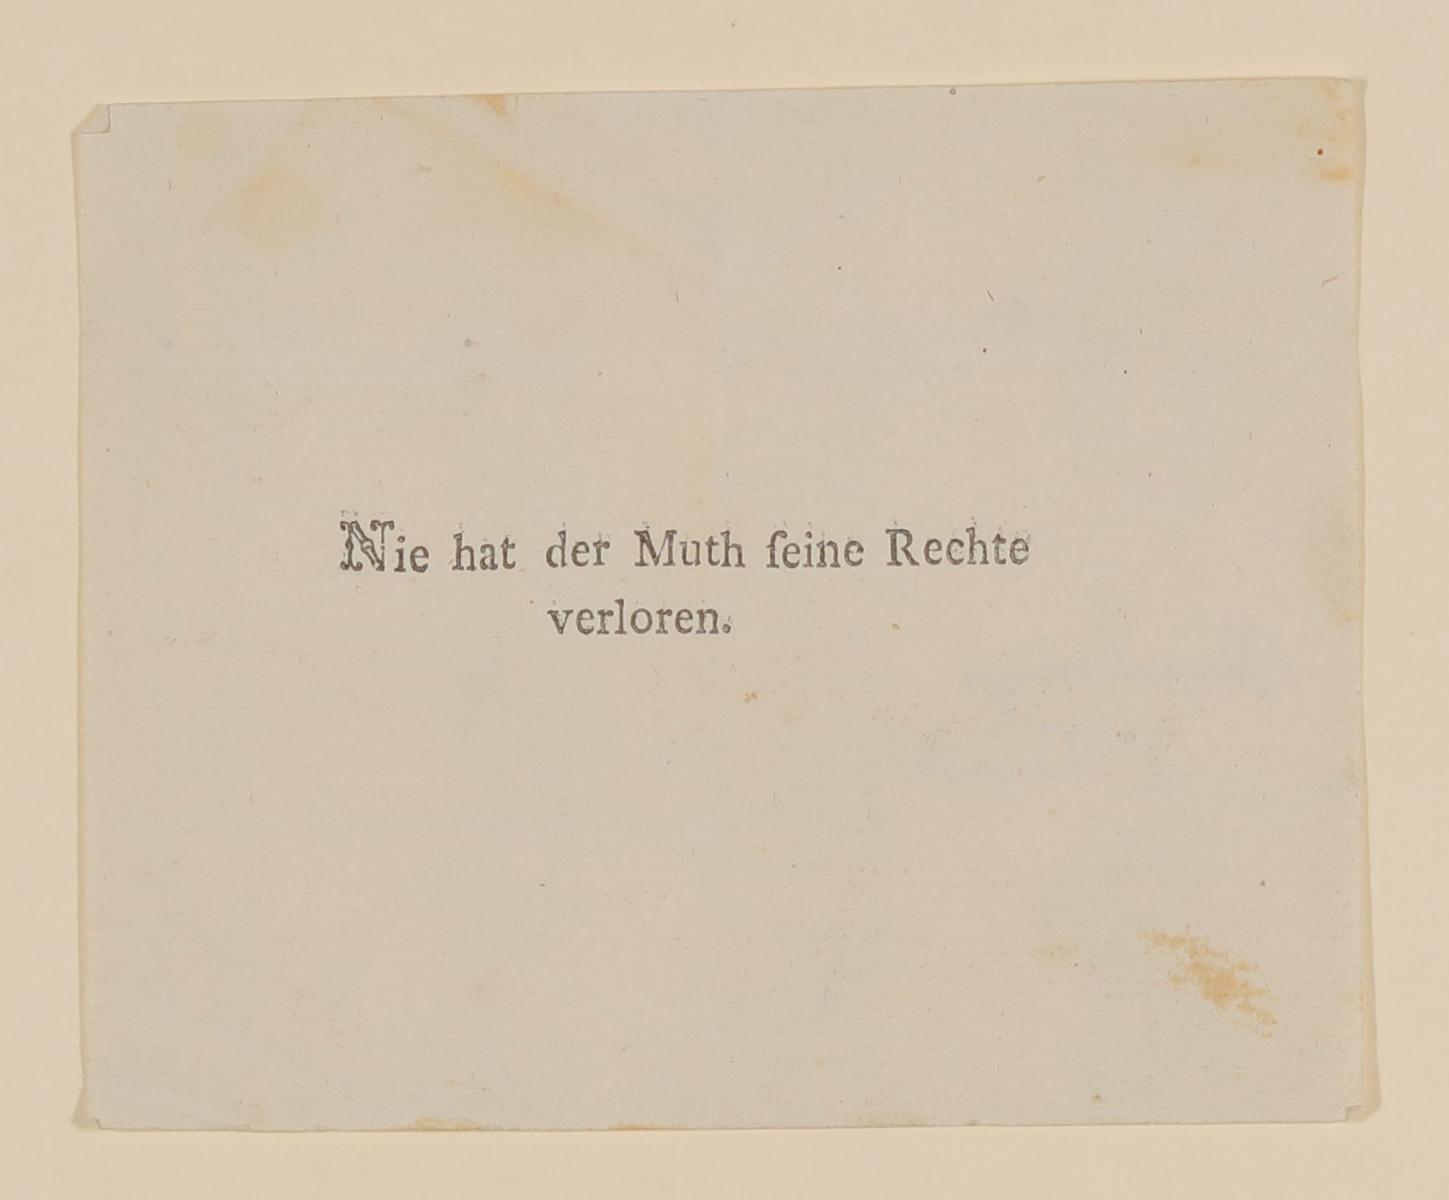 Nie hat der Muth ſeine Rechte
verloren.